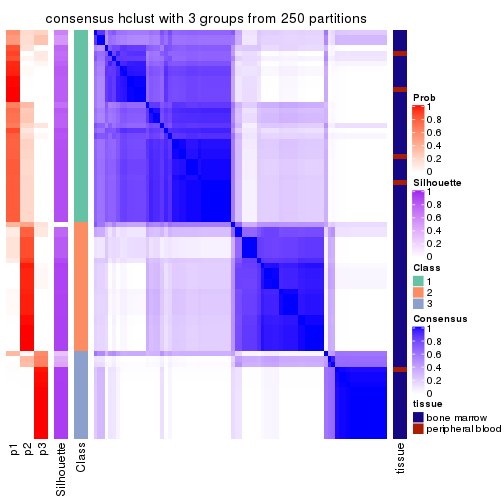 consensus hclust with 3 groups from 250 partitions
Prob
1
0.8
0.6
0.4
0.2
0
Silhouette
1
0.8
0.6
0.4
0.2
0
Class
1
2
3
Consensus
1
0.8
0.6
0.4
0.2
0
tissue
bone marrow
peripheral blood
p1
p2
p3
Silhouette
Class
tissue